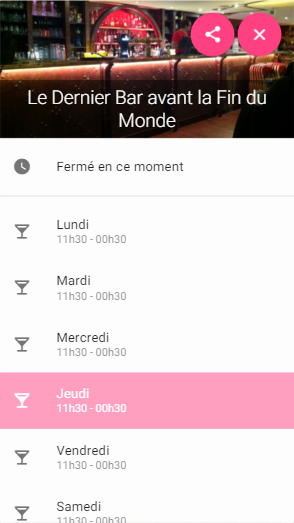 Le Dernier Bar avant la Fin du
Monde
Fermé en ce moment
Lundi
11h30 - 00h30
Mardi
11h30 - 00h30
Mercredi
11h30 - 00h30
Jeudi
11h30 - 00h30
Vendredi
11h30 - 00h30
Samedi
11h30 - 00h30